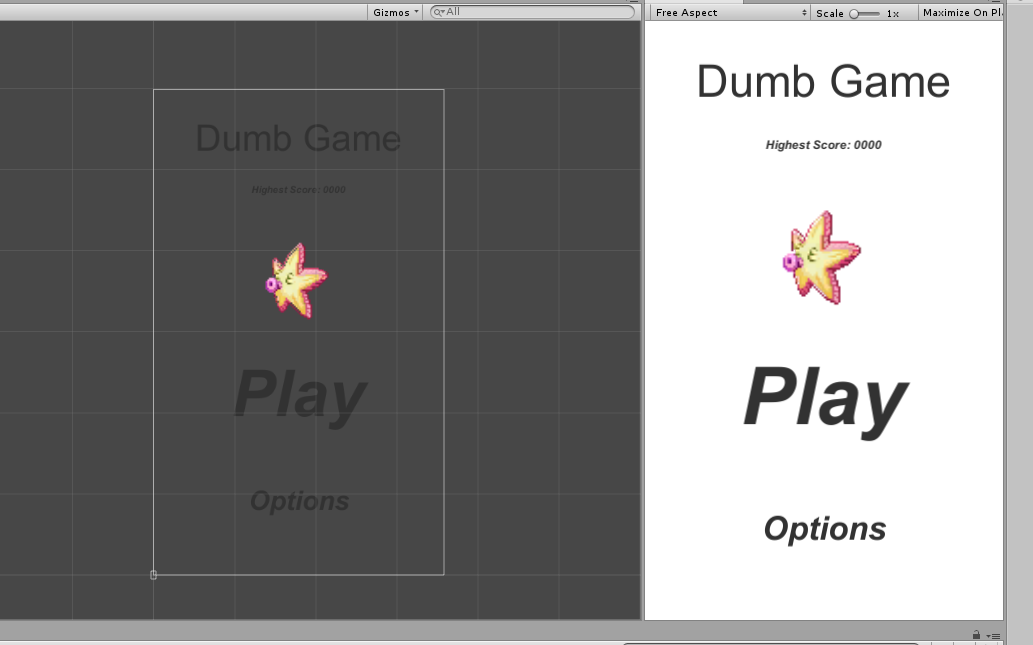 Gizmos All
Free Aspect Scale 1x Maximize On Pl
Dumb Game
Highest Score: 0000
Play
Options
Dumb Game
Highest Score: 0000
Play
Options